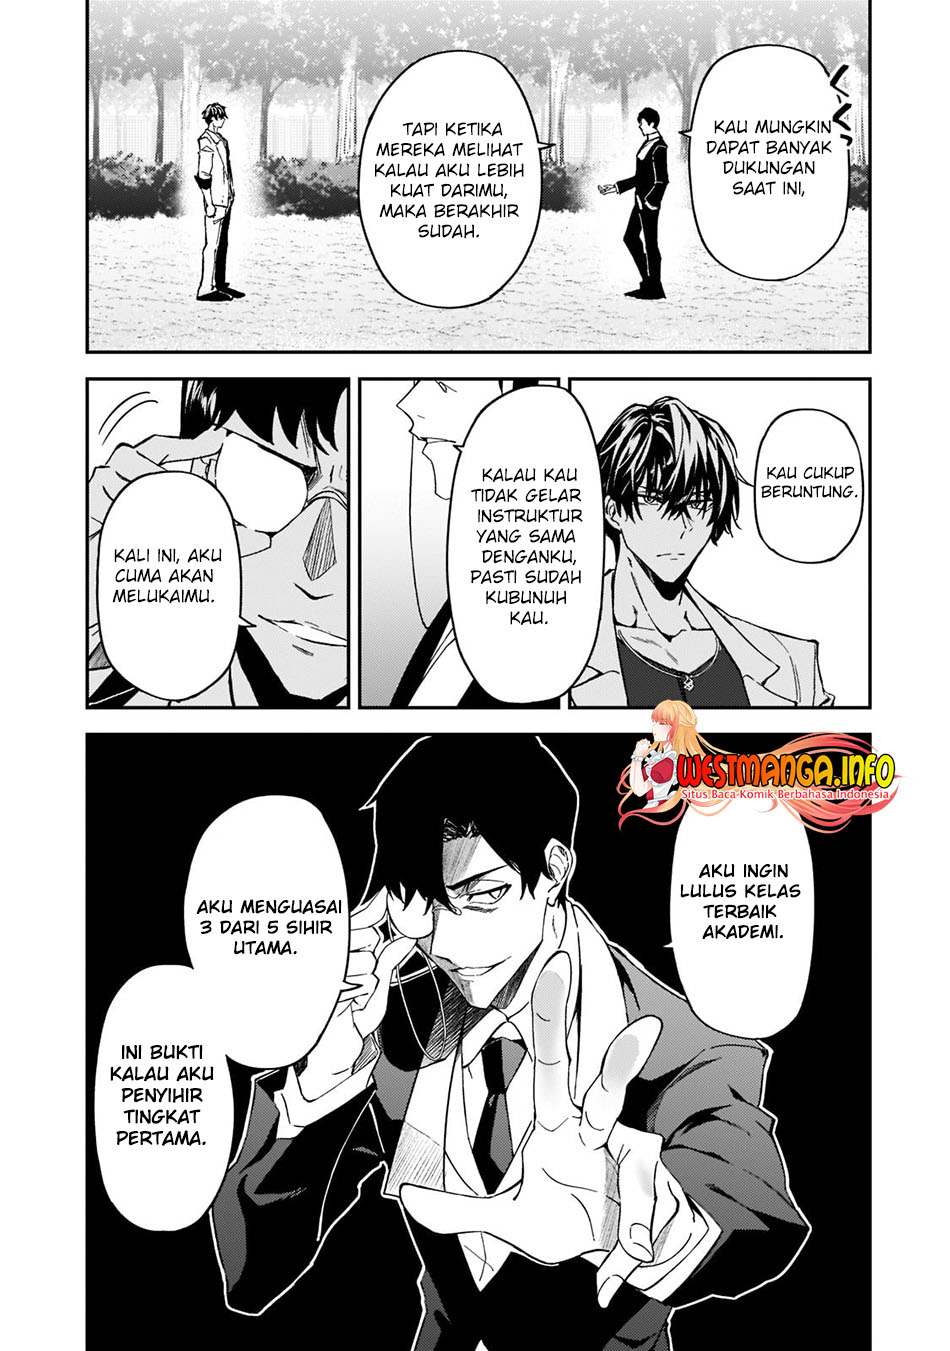 KAU MUNGKIN
DAPAT BANYAK
DUKUNGAN
SAAT INI,
TAPI KETIKA
MEREKA MELIHAT
KALAU AKU LEBIH
KUAT DARIMU,
MAKA BERAKHIR
SUDAH.
くく
KAU CUKUP
BERUNTUNG.
KALAU KAU
TIDAK GELAR
INSTRUKTUR
YANG SAMA
DENGANKU,
PASTI SUDAH
KUBUNUH
KAU.
KALI INI, AKU
CUMA AKAN
MELUKAIMU.
WESTMANGA.INFO
Situs Baca Komik Berbahasa Indonesia
AKU INGIN
LULUS KELAS
TERBAIK
AKADEMI.
AKU MENGUASAI
3 DARI 5 SIHIR
UTAMA.
INI BUKTI
KALAU AKU
PENYIHIR
TINGKAT
PERTAMA.